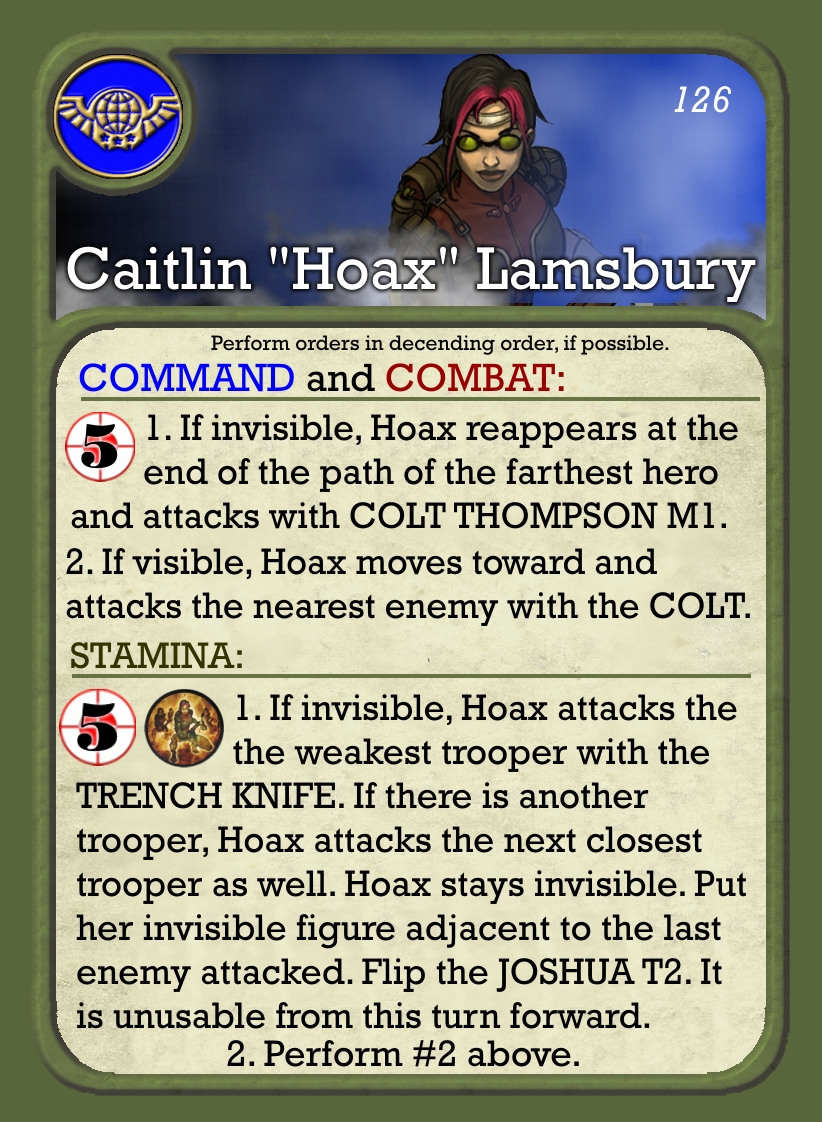 126
Caitlin "Hoax" Lamsbury
Perform orders in decending order, if possible.
COMMAND and COMBAT:
5 1. If invisible, Hoax reappears at the
end of the path of the farthest hero
and attacks with COLT THOMPSON M1.
2. If visible, Hoax moves toward and
attacks the nearest enemy with the COLT.
STAMINA:
5 1. If invisible, Hoax attacks the
the weakest trooper with the
TRENCH KNIFE. If there is another
trooper, Hoax attacks the next closest
trooper as well. Hoax stays invisible. Put
her invisible figure adjacent to the last
enemy attacked. Flip the JOSHUA T2. It
is unusable from this turn forward.
2. Perform #2 above.